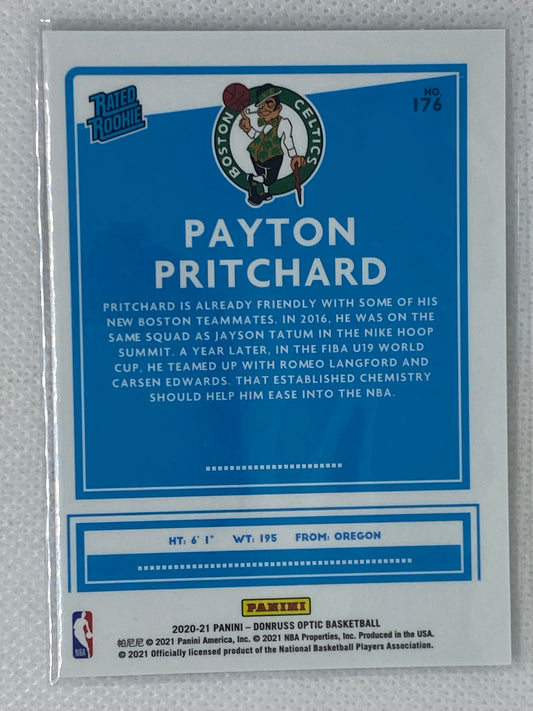 RATED
ROOKIE
BOSTON
CELTICS
NO.
176
PAYTON
PRITCHARD
PRITCHARD IS ALREADY FRIENDLY WITH SOME OF HIS
NEW BOSTON TEAMMATES. IN 2016, HE WAS ON THE
SAME SQUAD AS JAYSON TATUM IN THE NIKE HOOP
SUMMIT. A YEAR LATER, IN THE FIBA U19 WORLD
CUP, HE TEAMED UP WITH ROMEO LANGFORD AND
CARSEN EDWARDS. THAT ESTABLISHED CHEMISTRY
SHOULD HELP HIM EASE INTO THE NBA.
HT: 6' 1" WT: 195 FROM: OREGON
PANINI
2020-21 PANINI – DONRUSS OPTIC BASKETBALL
帕尼尼 © 2021 Panini America, Inc. © 2021 NBA Properties, Inc. Produced in the USA.
© 2021 Officially licensed product of the National Basketball Players Association.
NBA